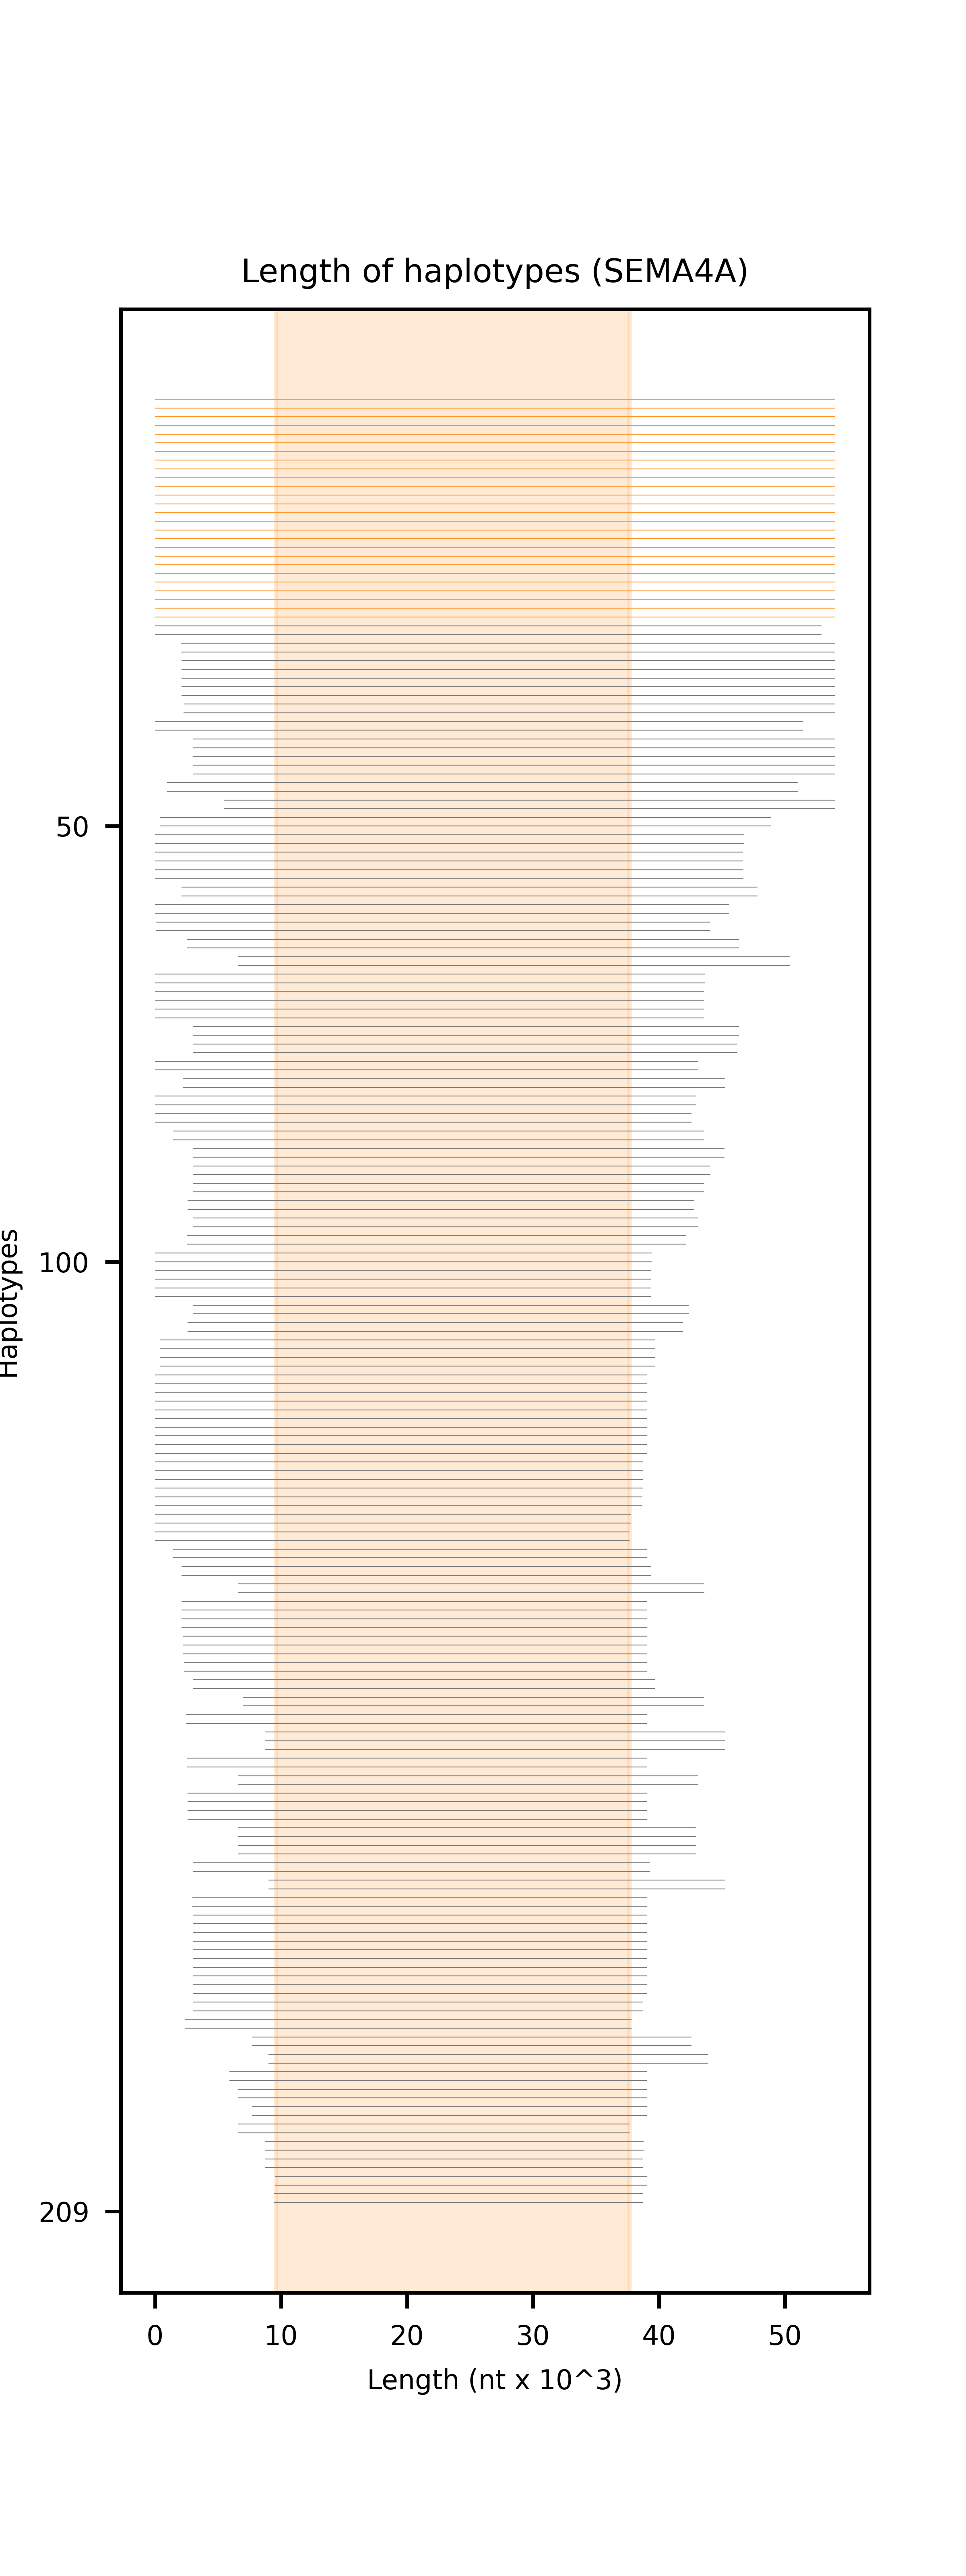 Length of haplotypes (SEMA4A)
50
100
Haplotypes
209
0 10 20 30 40 50
Length (nt x 10^3)